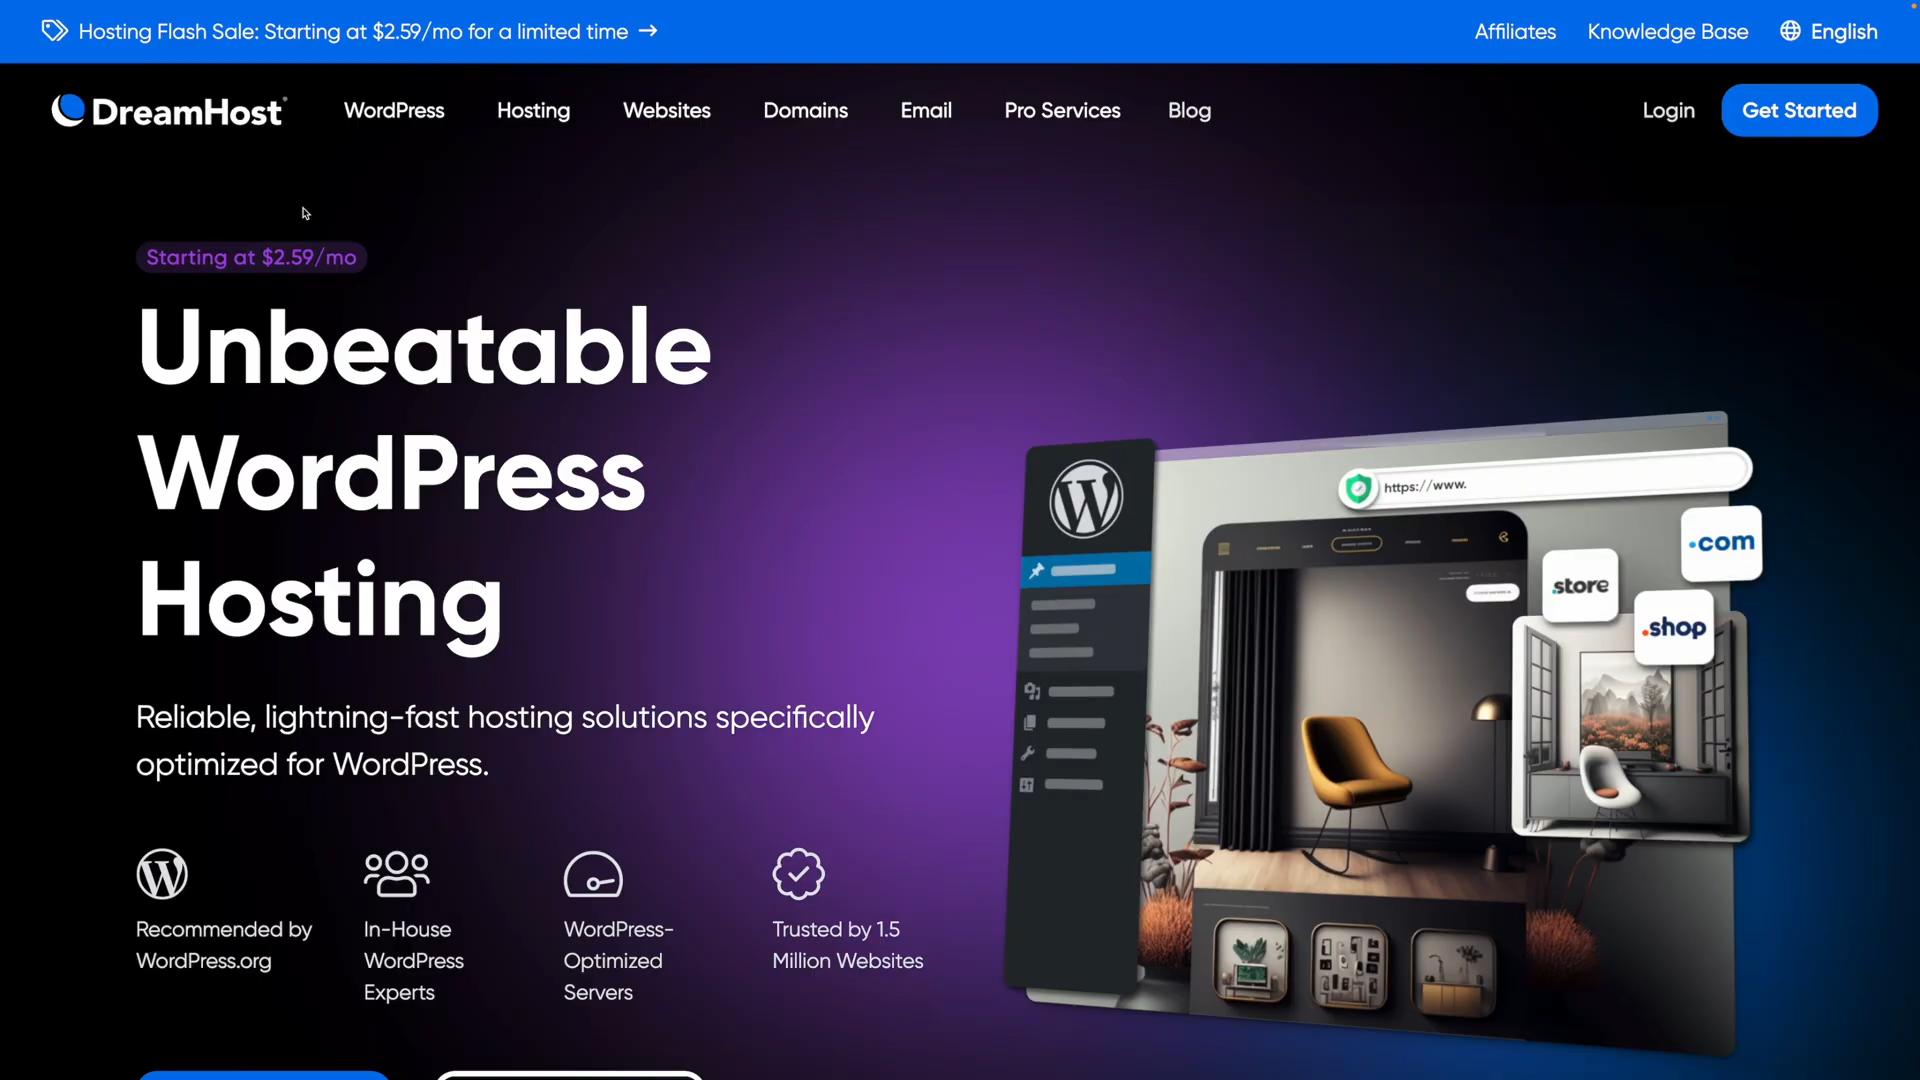 Hosting Flash Sale: Starting at $2.59/mo for a limited time →
Affiliates
Knowledge Base
English
DreamHost
WordPress
Hosting
Websites
Domains
Email
Pro Services
Blog
Login
Get Started
Starting at $2.59/mo
Unbeatable
WordPress
Hosting
Reliable, lightning-fast hosting solutions specifically
optimized for WordPress.
https://www.
.com
.store
.shop
Recommended by
WordPress.org
In-House
WordPress
Experts
WordPress-
Optimized
Servers
Trusted by 1.5
Million Websites